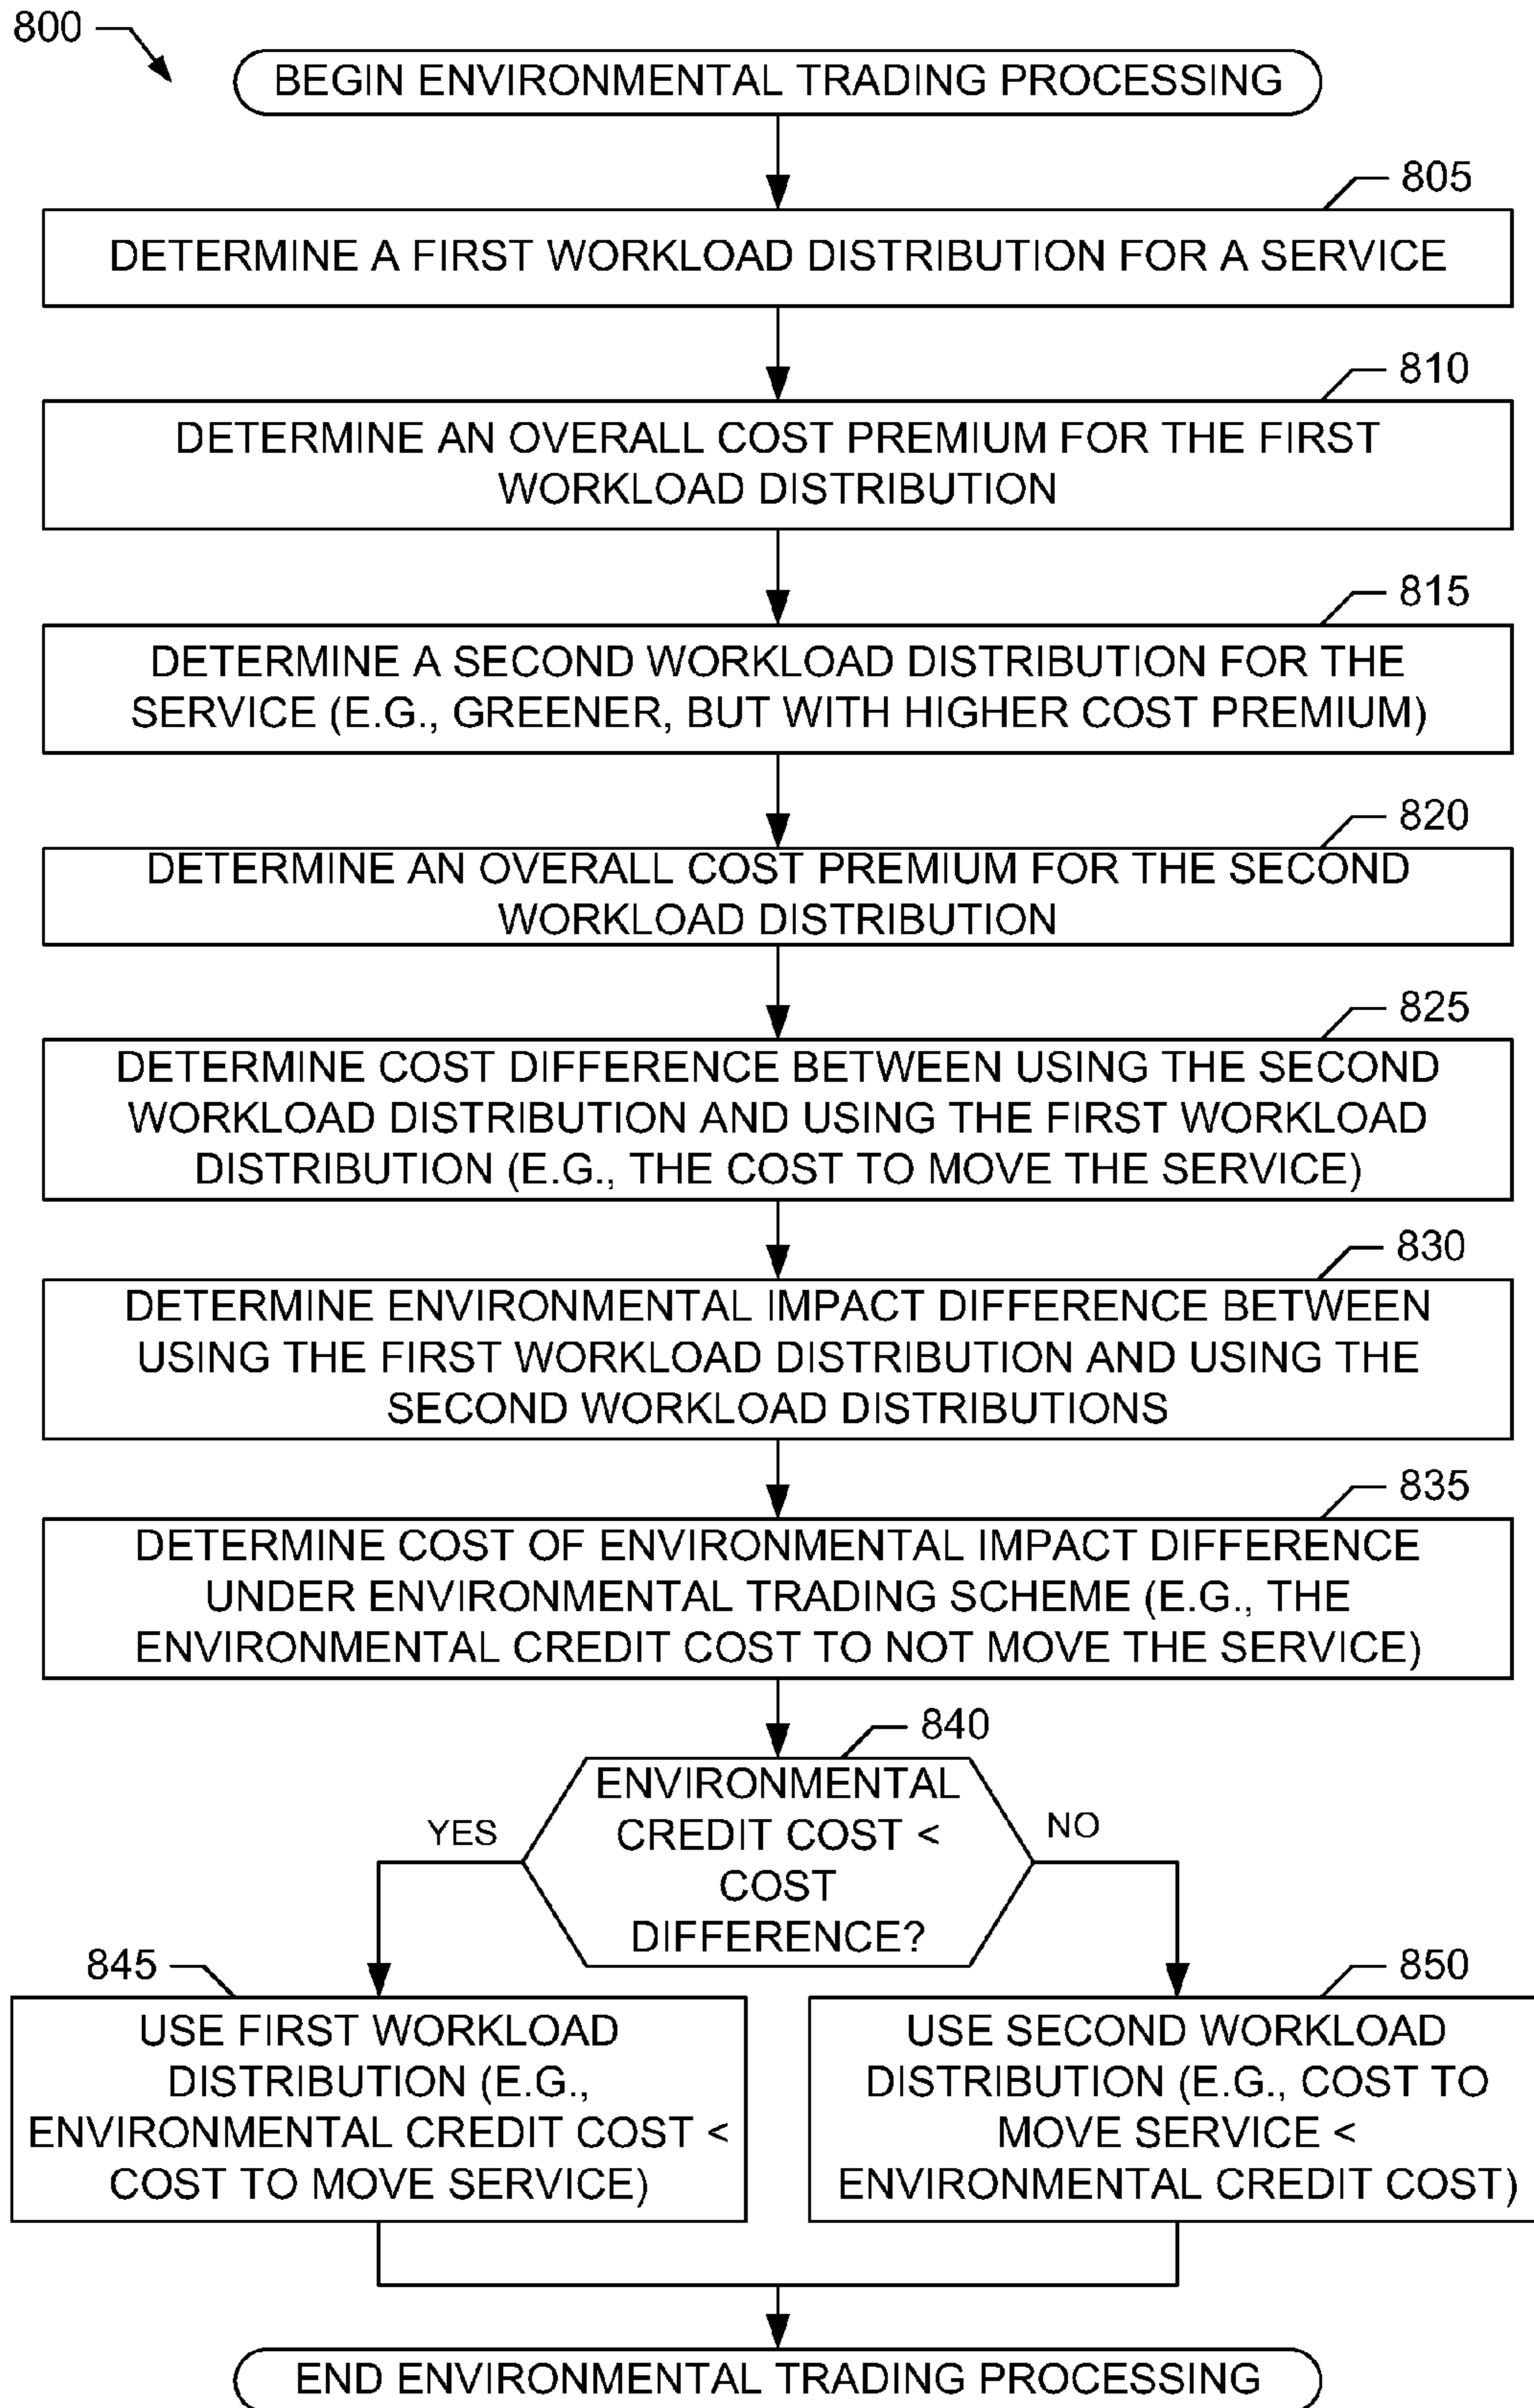 800
BEGIN ENVIRONMENTAL TRADING PROCESSING
805
DETERMINE A FIRST WORKLOAD DISTRIBUTION FOR A SERVICE
810
DETERMINE AN OVERALL COST PREMIUM FOR THE FIRST
WORKLOAD DISTRIBUTION
815
DETERMINE A SECOND WORKLOAD DISTRIBUTION FOR THE
SERVICE (E.G., GREENER, BUT WITH HIGHER COST PREMIUM)
820
DETERMINE AN OVERALL COST PREMIUM FOR THE SECOND
WORKLOAD DISTRIBUTION
825
DETERMINE COST DIFFERENCE BETWEEN USING THE SECOND
WORKLOAD DISTRIBUTION AND USING THE FIRST WORKLOAD
DISTRIBUTION (E.G., THE COST TO MOVE THE SERVICE)
830
DETERMINE ENVIRONMENTAL IMPACT DIFFERENCE BETWEEN
USING THE FIRST WORKLOAD DISTRIBUTION AND USING THE
SECOND WORKLOAD DISTRIBUTIONS
835
DETERMINE COST OF ENVIRONMENTAL IMPACT DIFFERENCE
UNDER ENVIRONMENTAL TRADING SCHEME (E.G., THE
ENVIRONMENTAL CREDIT COST TO NOT MOVE THE SERVICE)
840
ENVIRONMENTAL
CREDIT COST <
COST
DIFFERENCE?
YES
NO
845
USE FIRST WORKLOAD
DISTRIBUTION (E.G.,
ENVIRONMENTAL CREDIT COST <
COST TO MOVE SERVICE)
850
USE SECOND WORKLOAD
DISTRIBUTION (E.G., COST TO
MOVE SERVICE <
ENVIRONMENTAL CREDIT COST)
END ENVIRONMENTAL TRADING PROCESSING